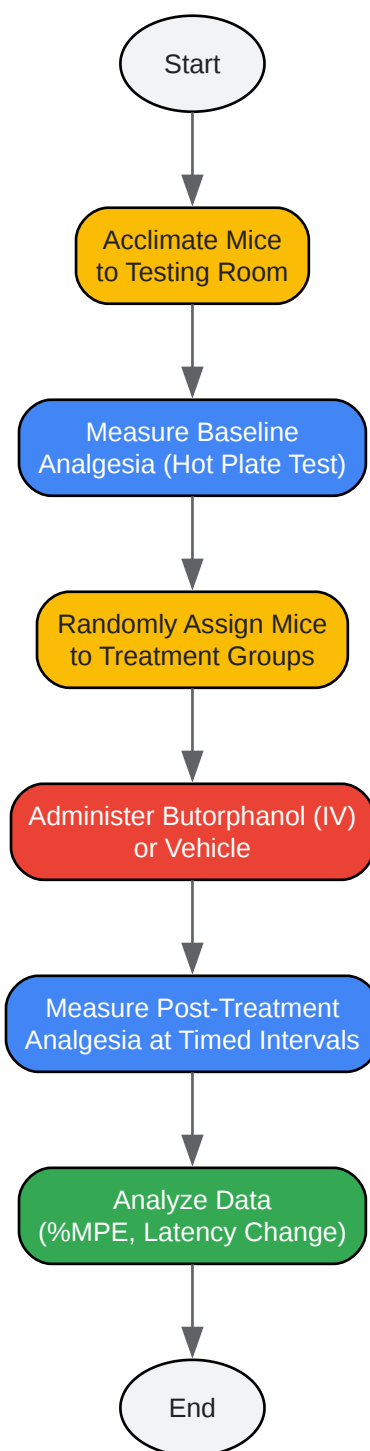 Start
Acclimate Mice
to Testing Room
Measure Baseline
Analgesia (Hot Plate Test)
Randomly Assign Mice
to Treatment Groups
Administer Butorphanol (IV)
or Vehicle
Measure Post-Treatment
Analgesia at Timed Intervals
Analyze Data
(%MPE, Latency Change)
End